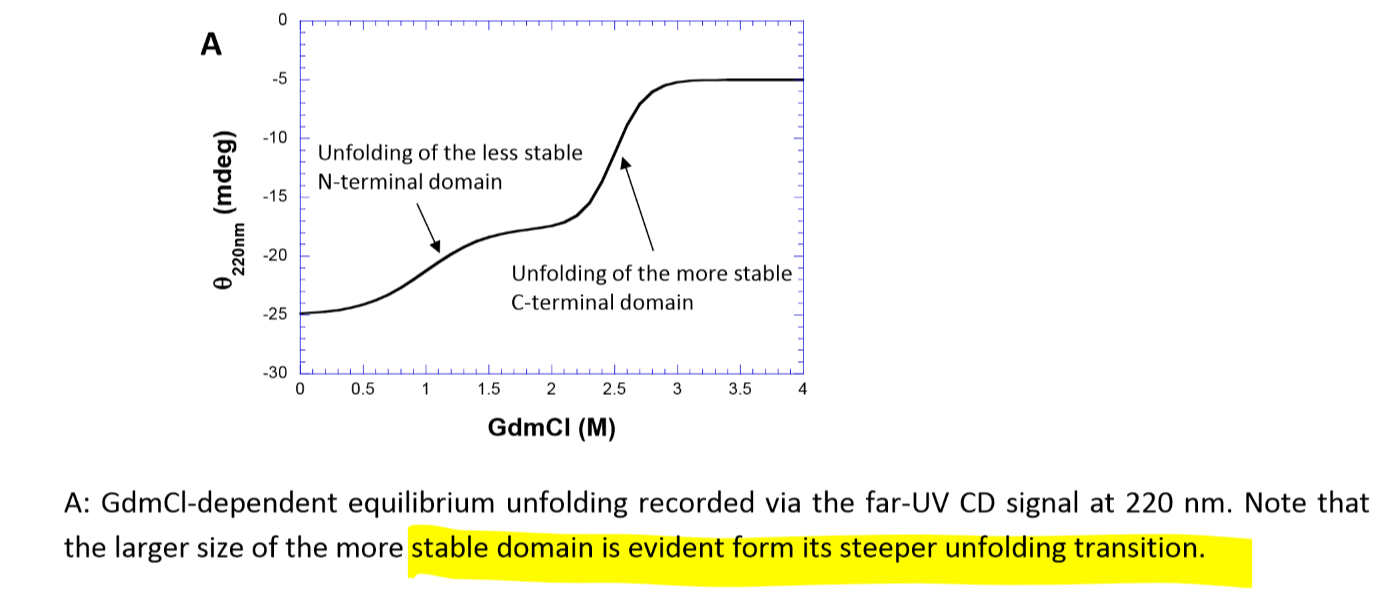 A
0
-5
-10
-15
-20
-25
-30
θ220nm (mdeg)
Unfolding of the less stable
N-terminal domain
Unfolding of the more stable
C-terminal domain
0 0.5 1 1.5 2 2.5 3 3.5 4
GdmCl (M)
A: GdmCl-dependent equilibrium unfolding recorded via the far-UV CD signal at 220 nm. Note that
the larger size of the more stable domain is evident form its steeper unfolding transition.